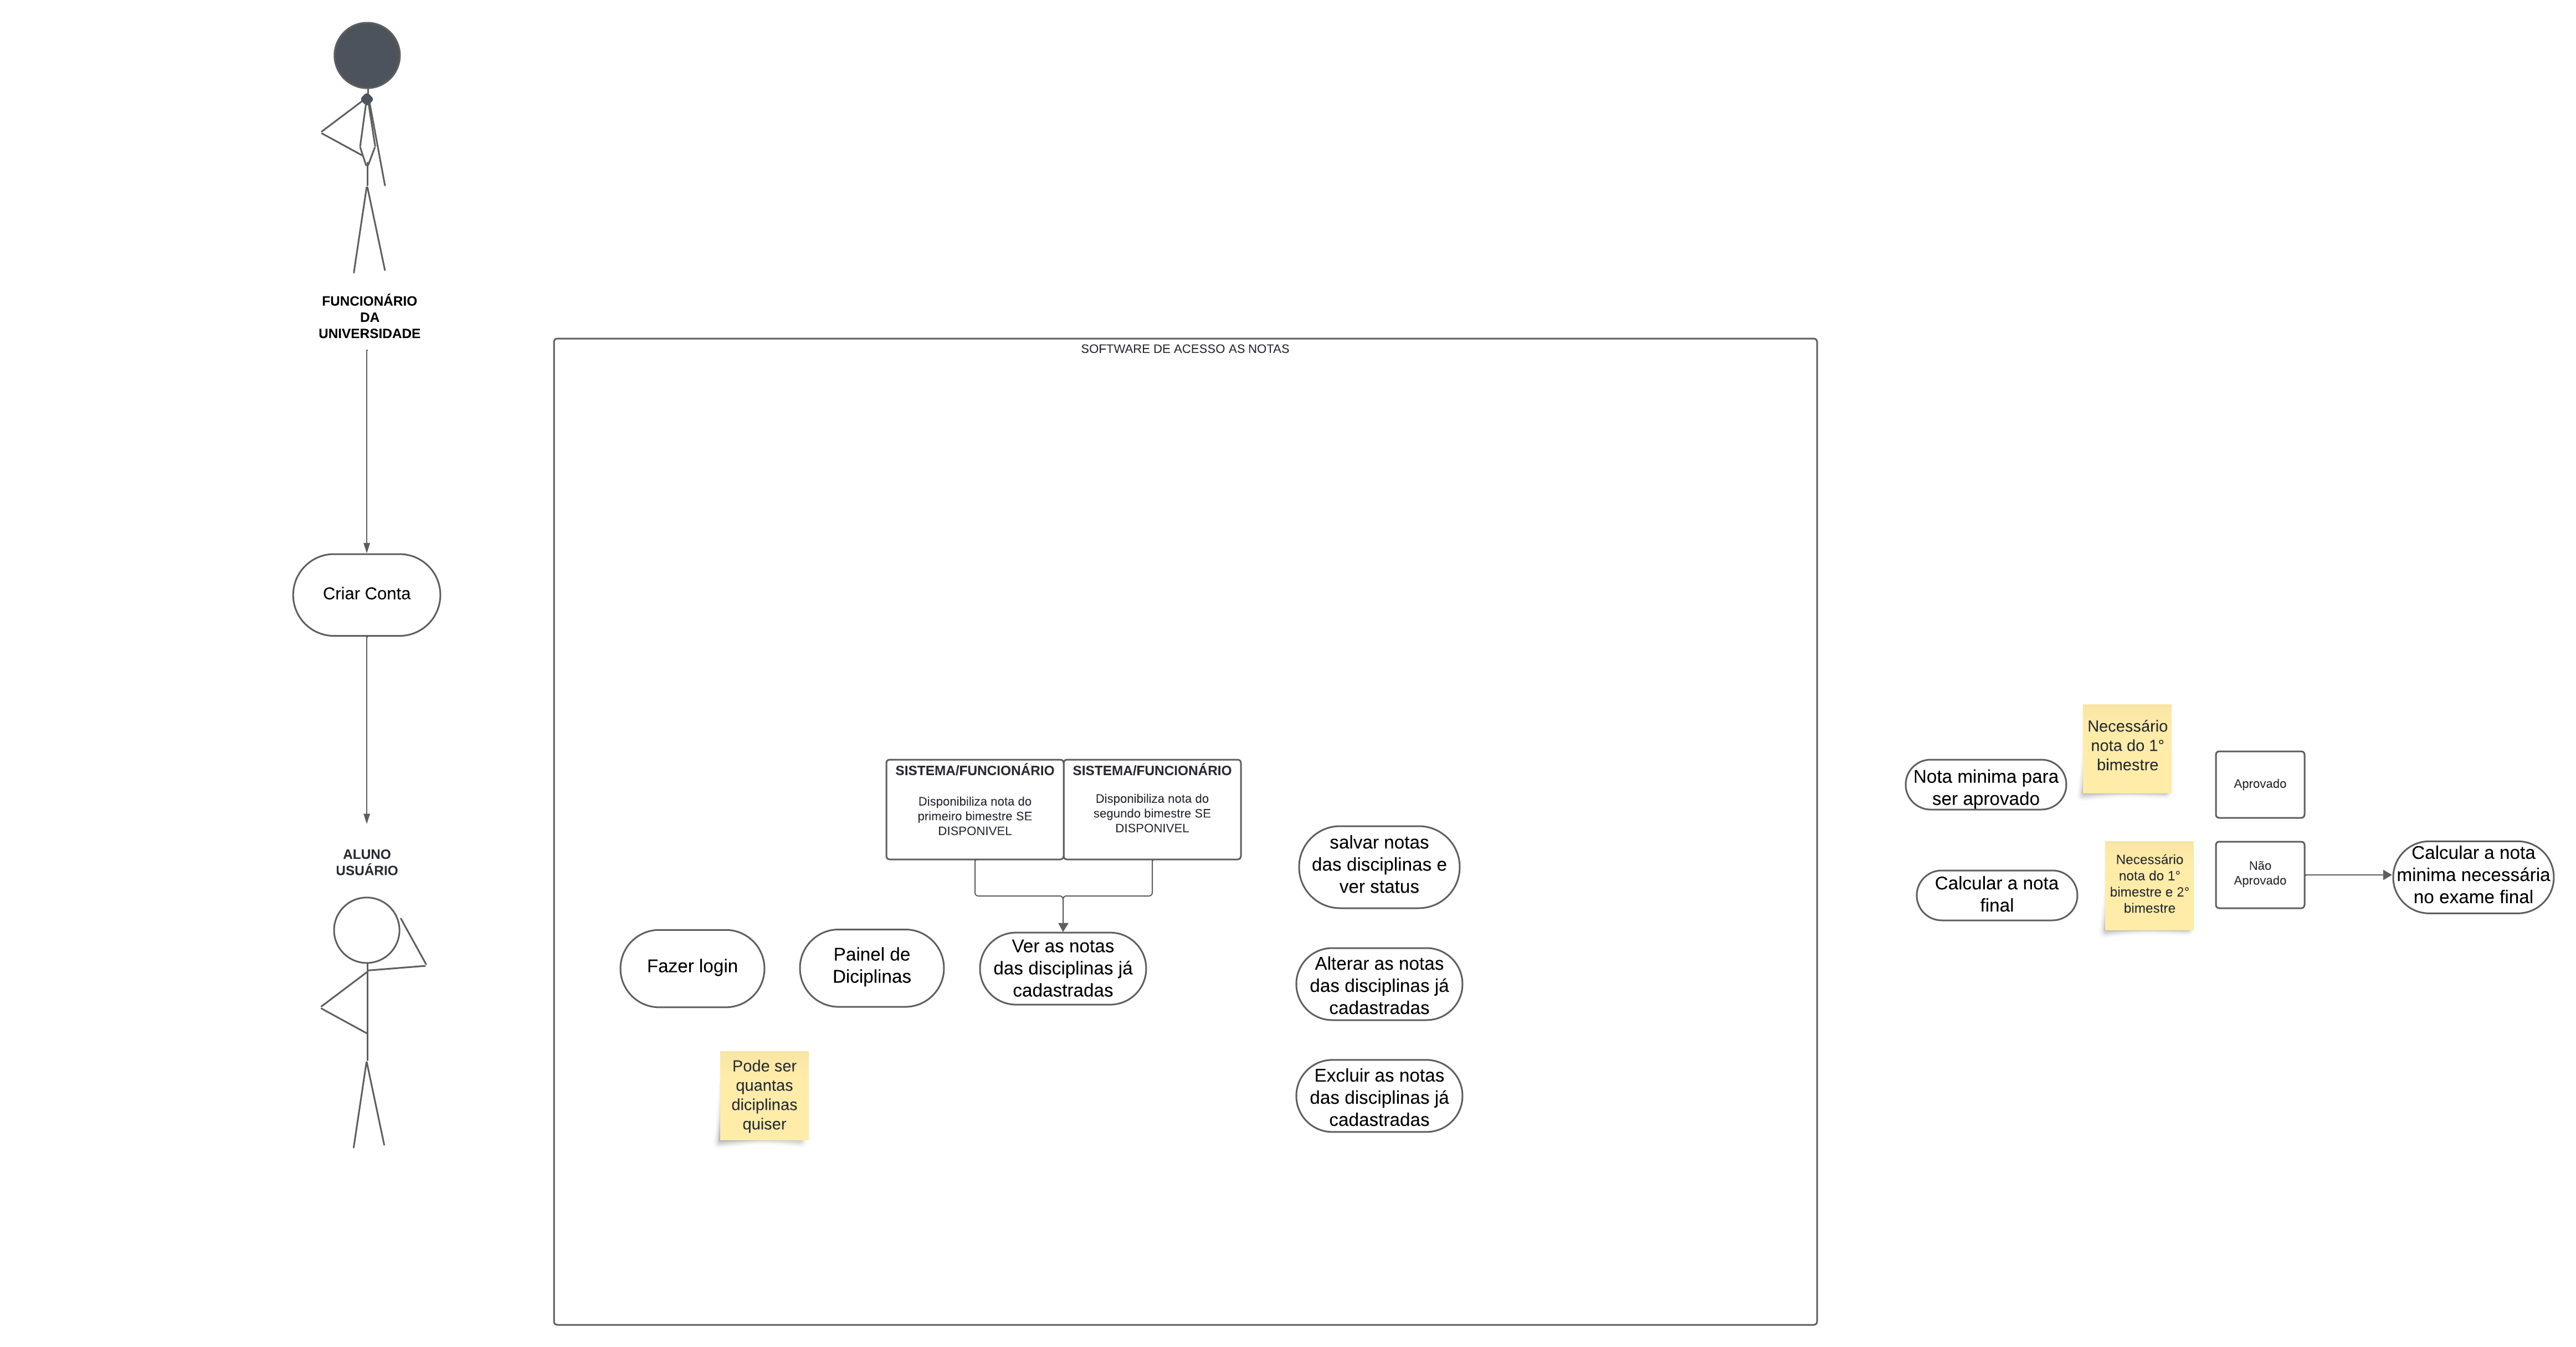 FUNCIONÁRIO
DA
UNIVERSIDADE
SOFTWARE DE ACESSO AS NOTAS
Criar Conta
ALUNO
USUÁRIO
SISTEMA/FUNCIONÁRIO
Disponibiliza nota do
primeiro bimestre SE
DISPONIVEL
SISTEMA/FUNCIONÁRIO
Disponibiliza nota do
segundo bimestre SE
DISPONIVEL
Fazer login
Painel de
Diciplinas
Ver as notas
das disciplinas já
cadastradas
Pode ser
quantas
diciplinas
quiser
salvar notas
das disciplinas e
ver status
Alterar as notas
das disciplinas já
cadastradas
Excluir as notas
das disciplinas já
cadastradas
Nota minima para
ser aprovado
Necessário
nota do 1°
bimestre
Aprovado
Calcular a nota
final
Necessário
nota do 1°
bimestre e 2°
bimestre
Não
Aprovado
Calcular a nota
minima necessária
no exame final